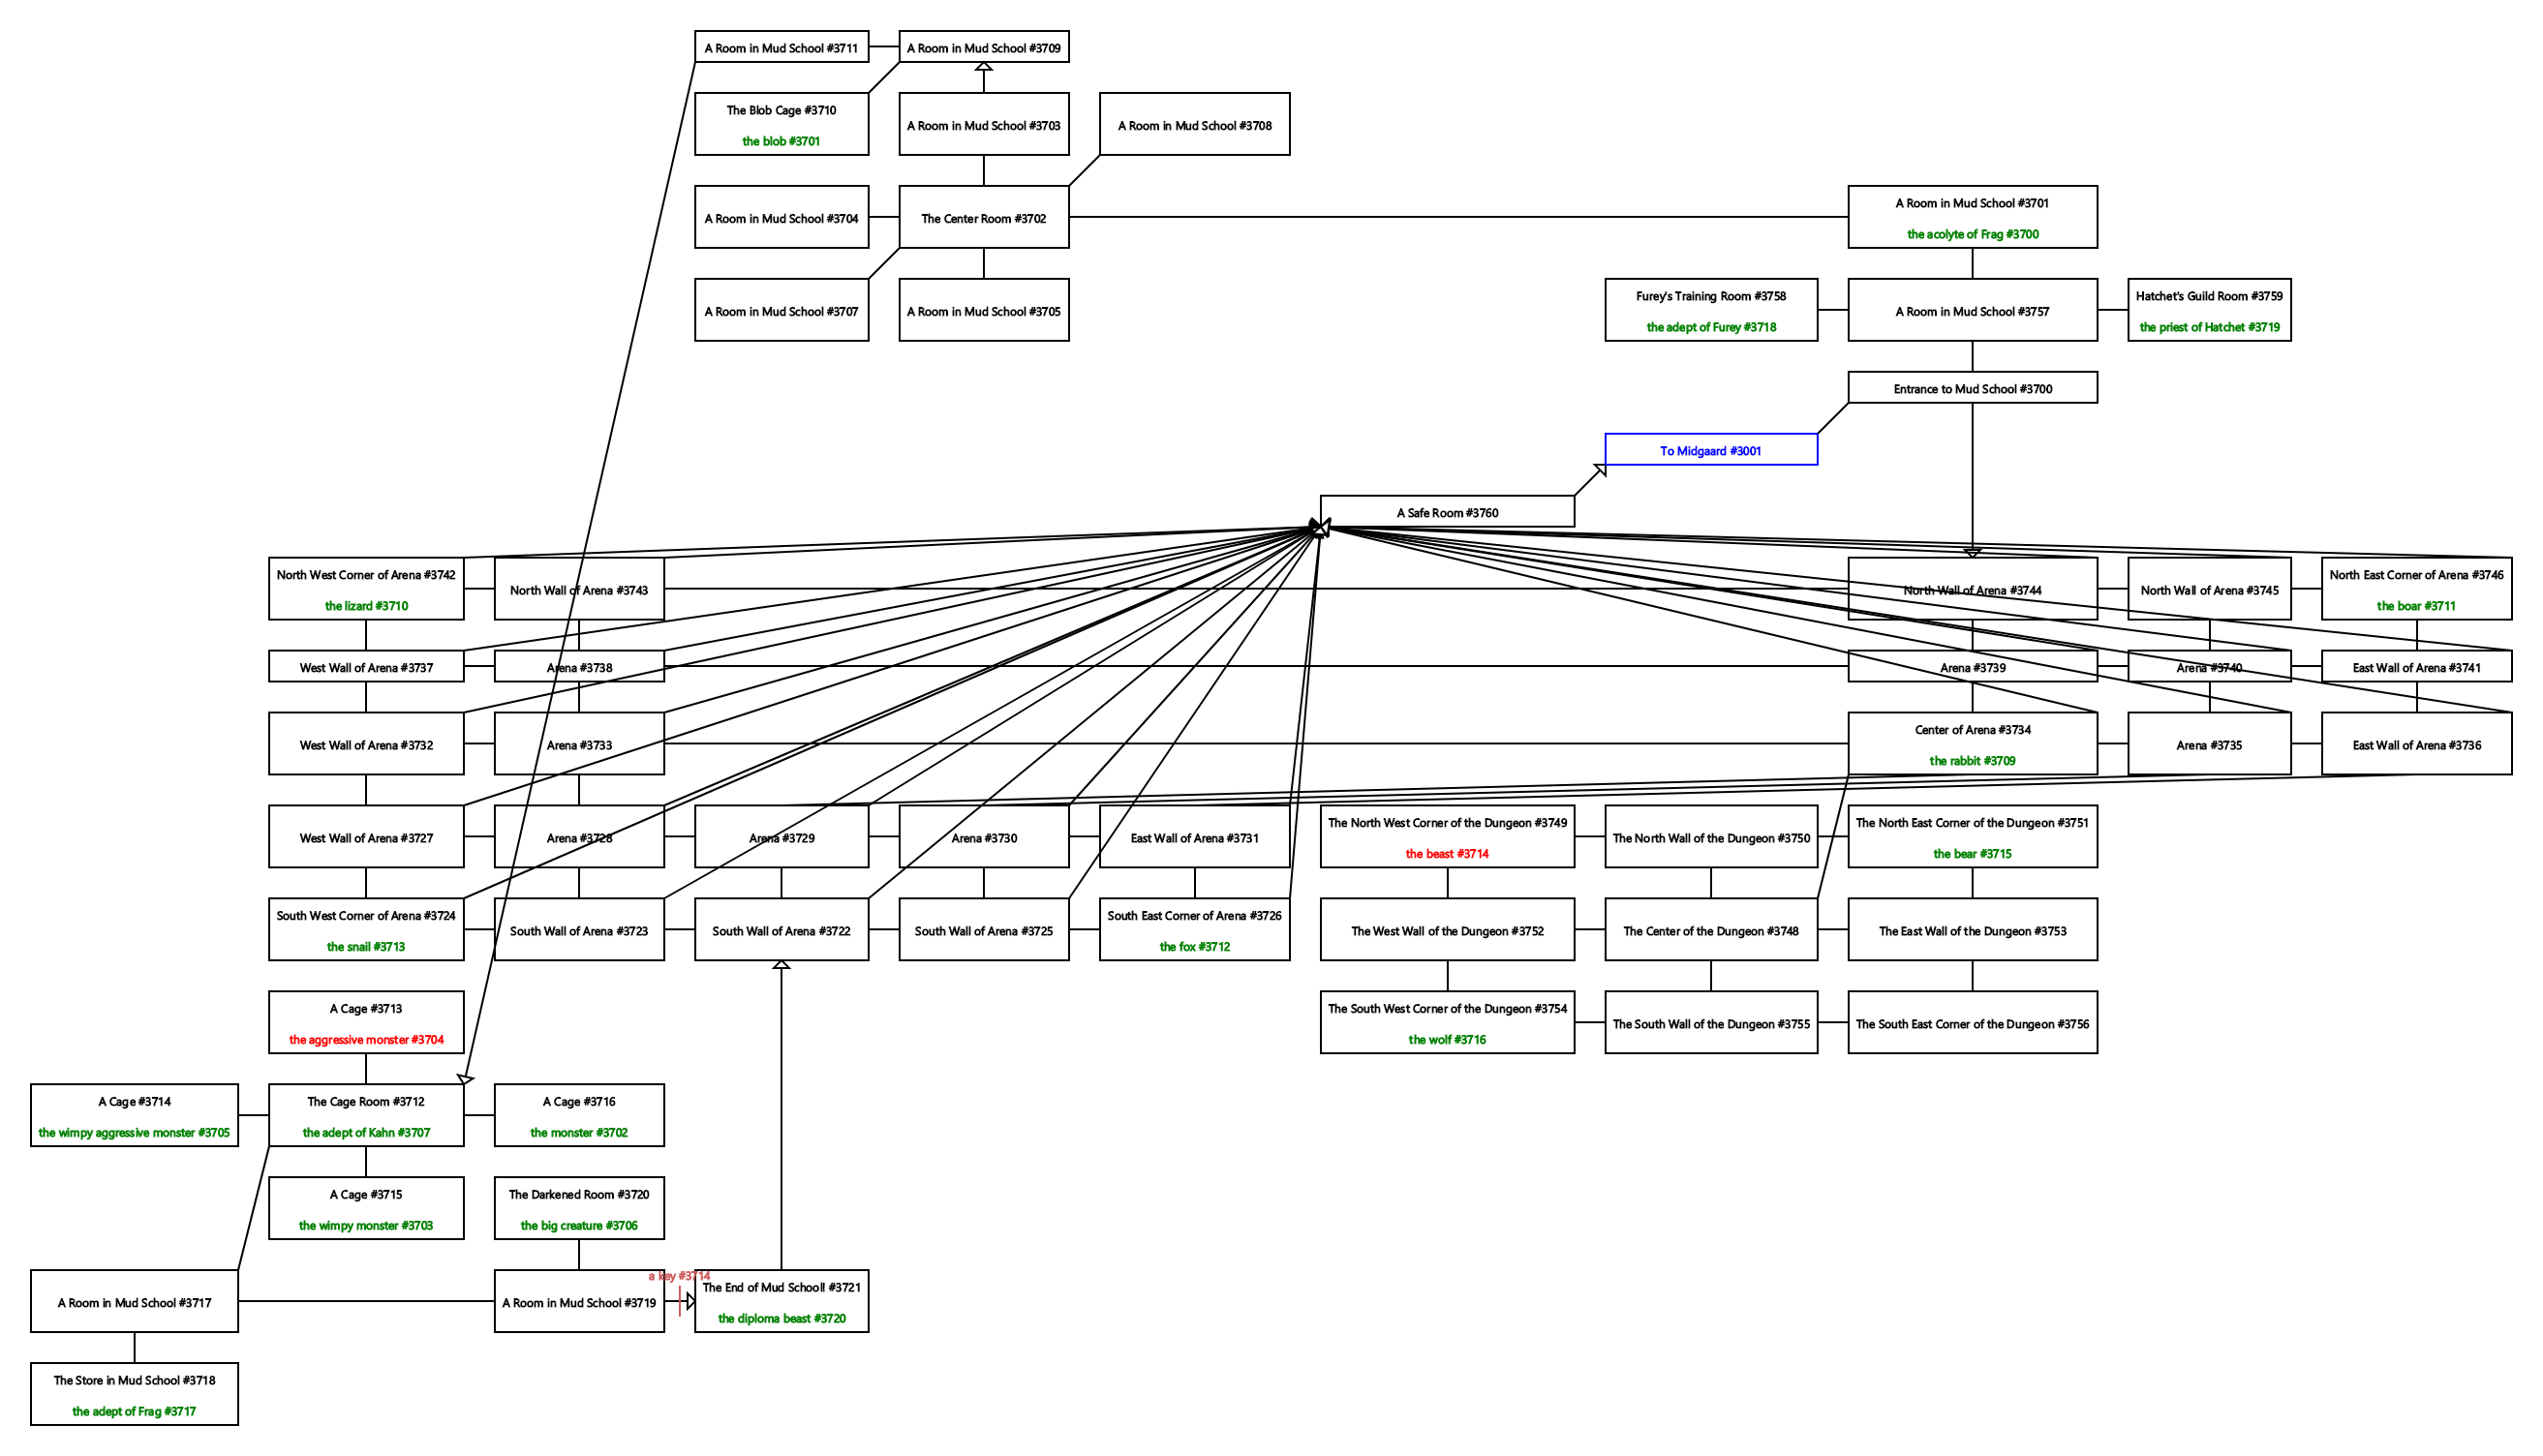 A Room in Mud School #3711
A Room in Mud School #3709
The Blob Cage #3710
the blob #3701
A Room in Mud School #3703
A Room in Mud School #3708
A Room in Mud School #3704
The Center Room #3702
A Room in Mud School #3701
the acolyte of Frag #3700
A Room in Mud School #3707
A Room in Mud School #3705
Furey's Training Room #3758
the adept of Furey #3718
A Room in Mud School #3757
Hatchet's Guild Room #3759
the priest of Hatchet #3719
Entrance to Mud School #3700
To Midgaard #3001
A Safe Room #3760
North West Corner of Arena #3742
the lizard #3710
North Wall of Arena #3743
North Wall of Arena #3744
North Wall of Arena #3745
North East Corner of Arena #3746
the boar #3711
West Wall of Arena #3737
Arena #3738
Arena #3739
Arena #3740
East Wall of Arena #3741
West Wall of Arena #3732
Arena #3733
Center of Arena #3734
the rabbit #3709
Arena #3735
East Wall of Arena #3736
West Wall of Arena #3727
Arena #3728
Arena #3729
Arena #3730
East Wall of Arena #3731
The North West Corner of the Dungeon #3749
the beast #3714
The North Wall of the Dungeon #3750
The North East Corner of the Dungeon #3751
the bear #3715
South West Corner of Arena #3724
the snail #3713
South Wall of Arena #3723
South Wall of Arena #3722
South Wall of Arena #3725
South East Corner of Arena #3726
the fox #3712
The West Wall of the Dungeon #3752
The Center of the Dungeon #3748
The East Wall of the Dungeon #3753
A Cage #3713
the aggressive monster #3704
The South West Corner of the Dungeon #3754
the wolf #3716
The South Wall of the Dungeon #3755
The South East Corner of the Dungeon #3756
A Cage #3714
the wimpy aggressive monster #3705
The Cage Room #3712
the adept of Kahn #3707
A Cage #3716
the monster #3702
A Cage #3715
the wimpy monster #3703
The Darkened Room #3720
the big creature #3706
A Room in Mud School #3717
A Room in Mud School #3719
a key #3714
The End of Mud School! #3721
the diploma beast #3720
The Store in Mud School #3718
the adept of Frag #3717